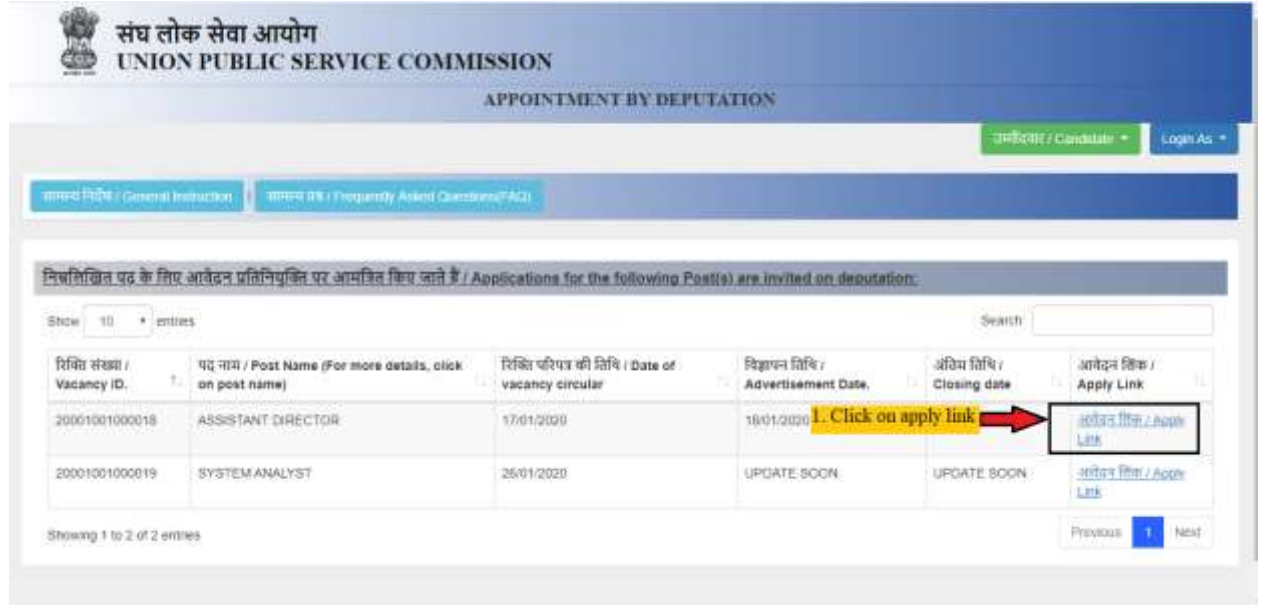 संघ लोक सेवा आयोग
UNION PUBLIC SERVICE COMMISSION
APPOINTMENT BY DEPUTATION
उम्मीदवार / Candidate
Login As
सामान्य निर्देश / General Instruction
सामान्य प्रश्न / Frequently Asked Questions(FAQ)
निम्नलिखित पद के लिए आवेदन प्रतिनियुक्ति पर आमंत्रित किए जाते हैं / Applications for the following Post(s) are invited on deputation:
Show 10 entries
Search:
रिक्ति संख्या / Vacancy ID.
पद नाम / Post Name (For more details, click on post name)
रिक्ति परिपत्र की तिथि / Date of vacancy circular
विज्ञापन तिथि / Advertisement Date.
अंतिम तिथि / Closing date
आवेदन लिंक / Apply Link
20001001000018 ASSISTANT DIRECTOR 17/01/2020 18/01/2020 1. Click on apply link आवेदन लिंक / Apply Link
20001001000019 SYSTEM ANALYST 26/01/2020 UPDATE SOON UPDATE SOON आवेदन लिंक / Apply Link
Showing 1 to 2 of 2 entries
Previous 1 Next